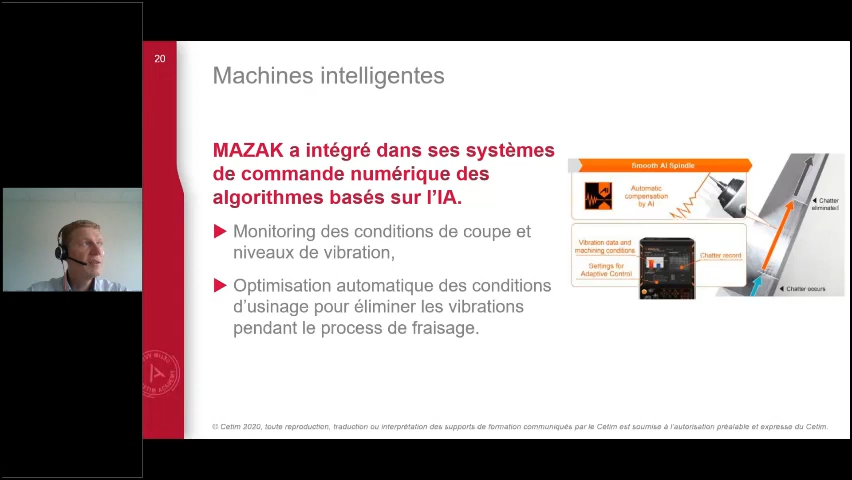 20
Machines intelligentes
MAZAK a intégré dans ses systèmes
de commande numérique des
algorithmes basés sur l'IA.
Monitoring des conditions de coupe et
niveaux de vibration,
Optimisation automatique des conditions
d'usinage pour éliminer les vibrations
pendant le process de fraisage.
Smooth AI Spindle
Automatic
compensation
by AI
Vibration data and
machining conditions
Settings for
Adaptive Control
Chatter record
Chatter
eliminated!
Chatter occurs
© Cetim 2020, toute reproduction, traduction ou interprétation des supports de formation communiqués par le Cetim est soumise à l'autorisation préalable et expresse du Cetim.